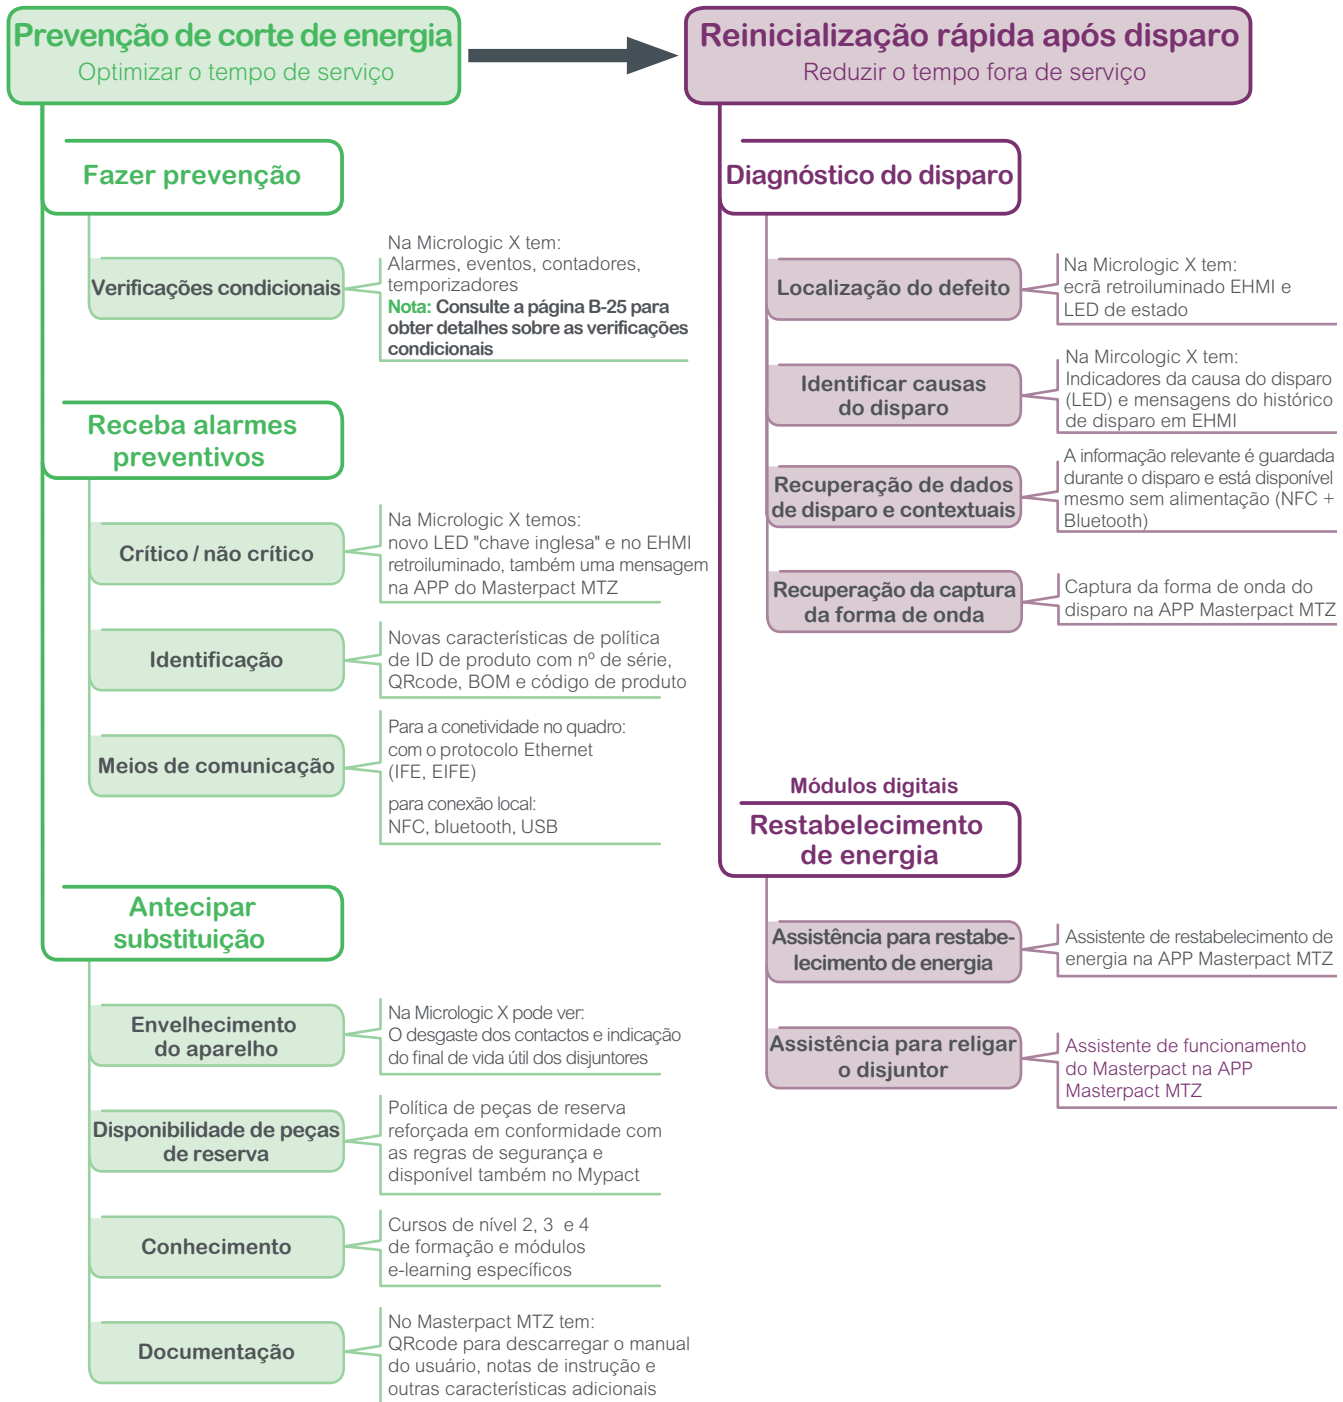 Prevenção de corte de energia
Optimizar o tempo de serviço
Fazer prevenção
Verificações condicionais
Na Micrologic X tem:
Alarmes, eventos, contadores,
temporizadores
Nota: Consulte a página B-25 para
obter detalhes sobre as verificações
condicionais
Receba alarmes
preventivos
Crítico / não crítico
Na Micrologic X temos:
novo LED "chave inglesa" e no EHMI
retroiluminado, também uma mensagem
na APP do Masterpact MTZ
Identificação
Novas características de política
de ID de produto com nº de série,
QRcode, BOM e código de produto
Meios de comunicação
Para a conetividade no quadro:
com o protocolo Ethernet
(IFE, EIFE)
para conexão local:
NFC, bluetooth, USB
Antecipar
substituição
Envelhecimento
do aparelho
Na Micrologic X pode ver:
O desgaste dos contactos e indicação
do final de vida útil dos disjuntores
Disponibilidade de peças
de reserva
Política de peças de reserva
reforçada em conformidade com
as regras de segurança e
disponível também no Mypact
Conhecimento
Cursos de nível 2, 3 e 4
de formação e módulos
e-learning específicos
Documentação
No Masterpact MTZ tem:
QRcode para descarregar o manual
do usuário, notas de instrução e
outras características adicionais
Reinicialização rápida após disparo
Reduzir o tempo fora de serviço
Diagnóstico do disparo
Localização do defeito
Na Micrologic X tem:
ecrã retroiluminado EHMI e
LED de estado
Identificar causas
do disparo
Na Mircologic X tem:
Indicadores da causa do disparo
(LED) e mensagens do histórico
de disparo em EHMI
Recuperação de dados
de disparo e contextuais
A informação relevante é guardada
durante o disparo e está disponível
mesmo sem alimentação (NFC +
Bluetooth)
Recuperação da captura
da forma de onda
Captura da forma de onda do
disparo na APP Masterpact MTZ
Módulos digitais
Restabelecimento
de energia
Assistência para restabe-
lecimento de energia
Assistente de restabelecimento de
energia na APP Masterpact MTZ
Assistência para religar
o disjuntor
Assistente de funcionamento
do Masterpact na APP
Masterpact MTZ